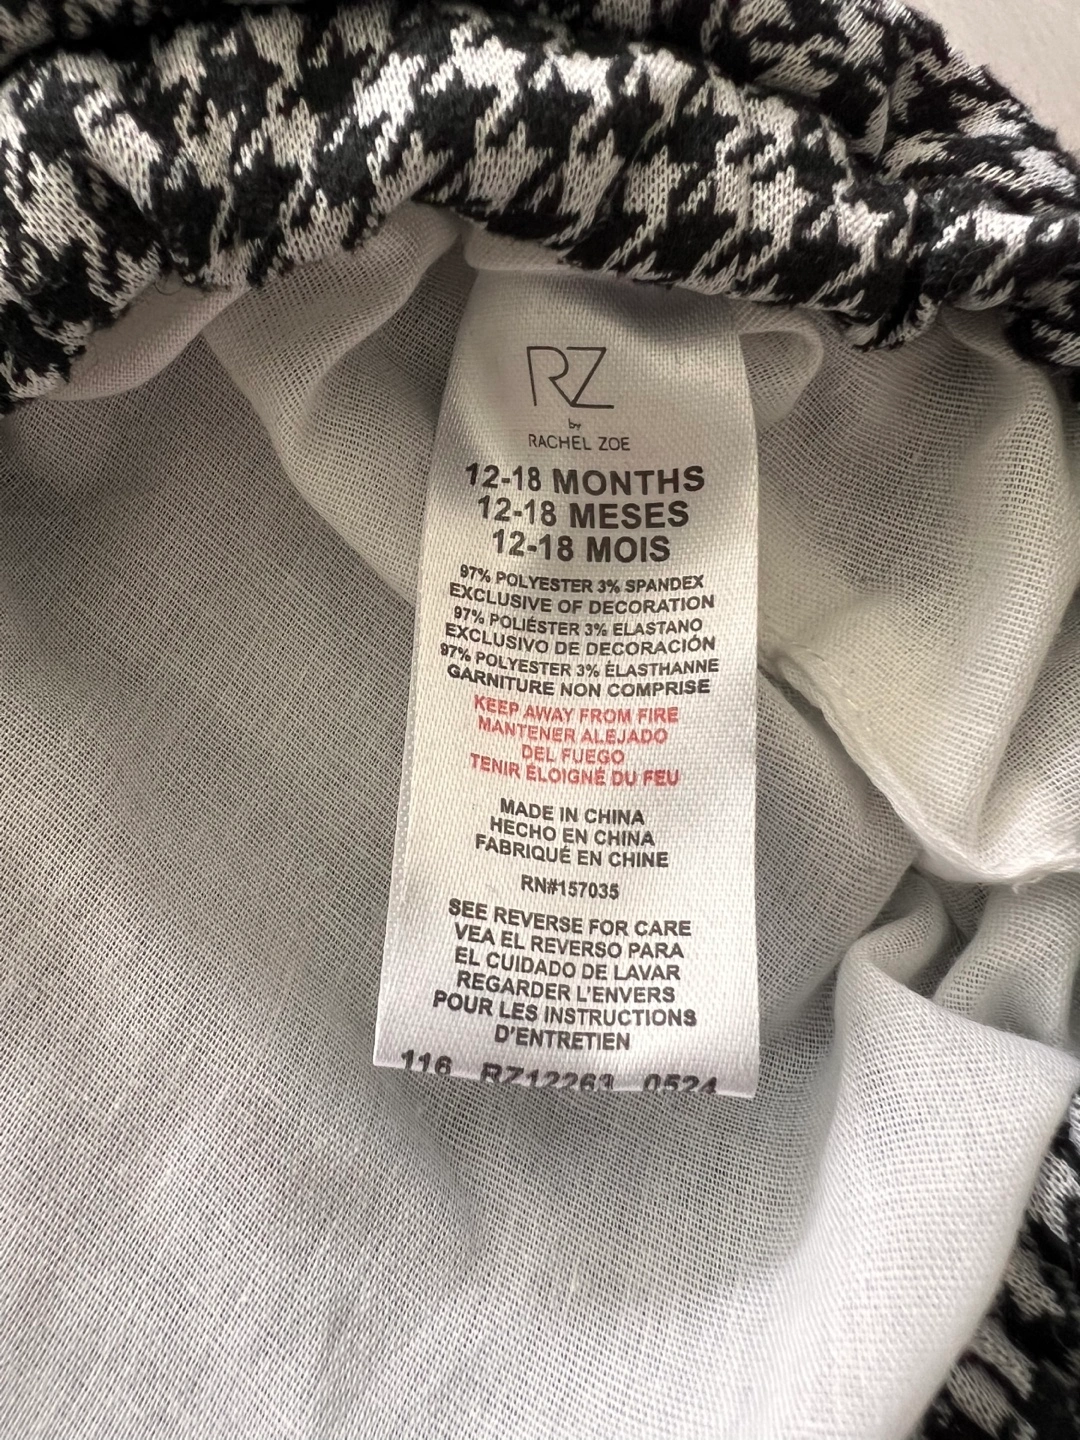 RZ
by
RACHEL ZOE
12-18 MONTHS
12-18 MESES
12-18 MOIS
97% POLYESTER 3% SPANDEX
EXCLUSIVE OF DECORATION
97% POLIÉSTER 3% ELASTANO
EXCLUSIVO DE DECORACIÓN
97% POLYESTER 3% ÉLASTHANNE
GARNITURE NON COMPRISE
KEEP AWAY FROM FIRE
MANTENER ALEJADO
DEL FUEGO
TENIR ÉLOIGNÉ DU FEU
MADE IN CHINA
HECHO EN CHINA
FABRIQUÉ EN CHINE
RN#157035
SEE REVERSE FOR CARE
VEA EL REVERSO PARA
EL CUIDADO DE LAVAR
REGARDER L'ENVERS
POUR LES INSTRUCTIONS
D'ENTRETIEN
116 RZ12263 0524